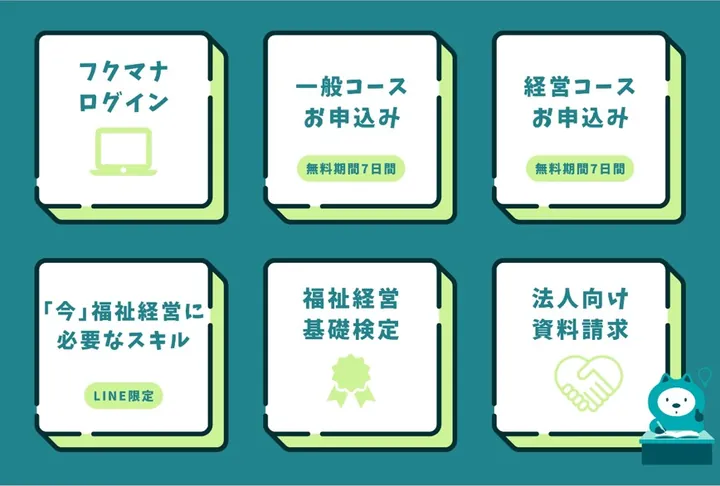 フクマナ
ログイン
一般コース
お申込み
無料期間7日間
経営コース
お申込み
無料期間7日間
「今」福祉経営に
必要なスキル
LINE限定
福祉経営
基礎検定
法人向け
資料請求